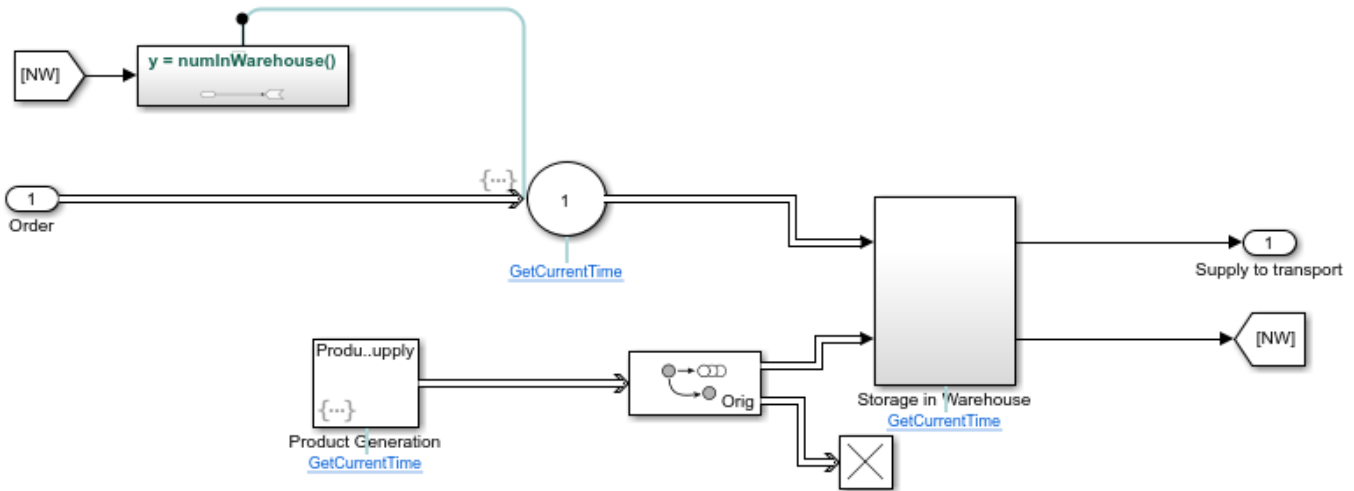 [NW]
y = numInWarehouse()
{...}
1
Order
1
GetCurrentTime
1
Supply to transport
[NW]
Produ..upply
{...}
Product Generation
GetCurrentTime
Orig
Storage in Warehouse
GetCurrentTime